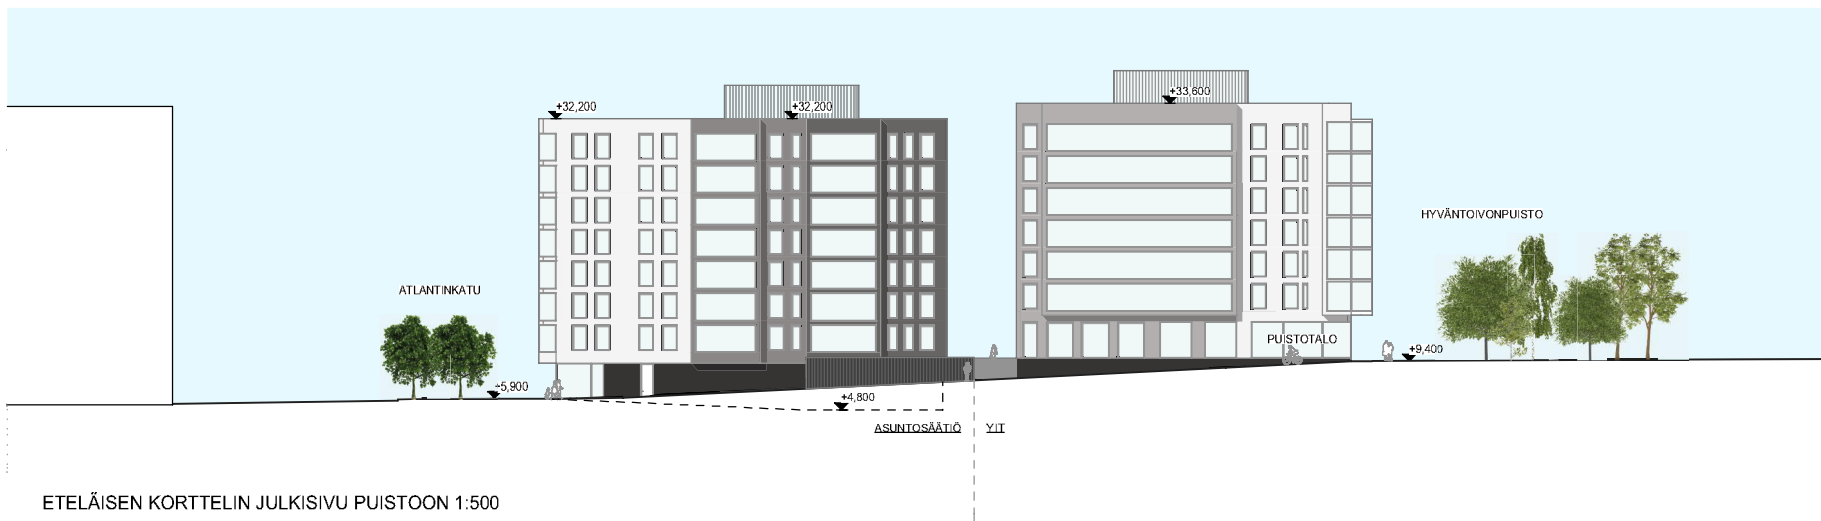 +33,600
+32,200
+32,200
HYVÄNTOIVONPUISTO
ATLANTINKATU
PUISTOTALO
+9,400
+5,900
+4,800
ASUNTOSÄÄTIÖ YIT
ETELÄISEN KORTTELIN JULKISIVU PUISTOON 1:500